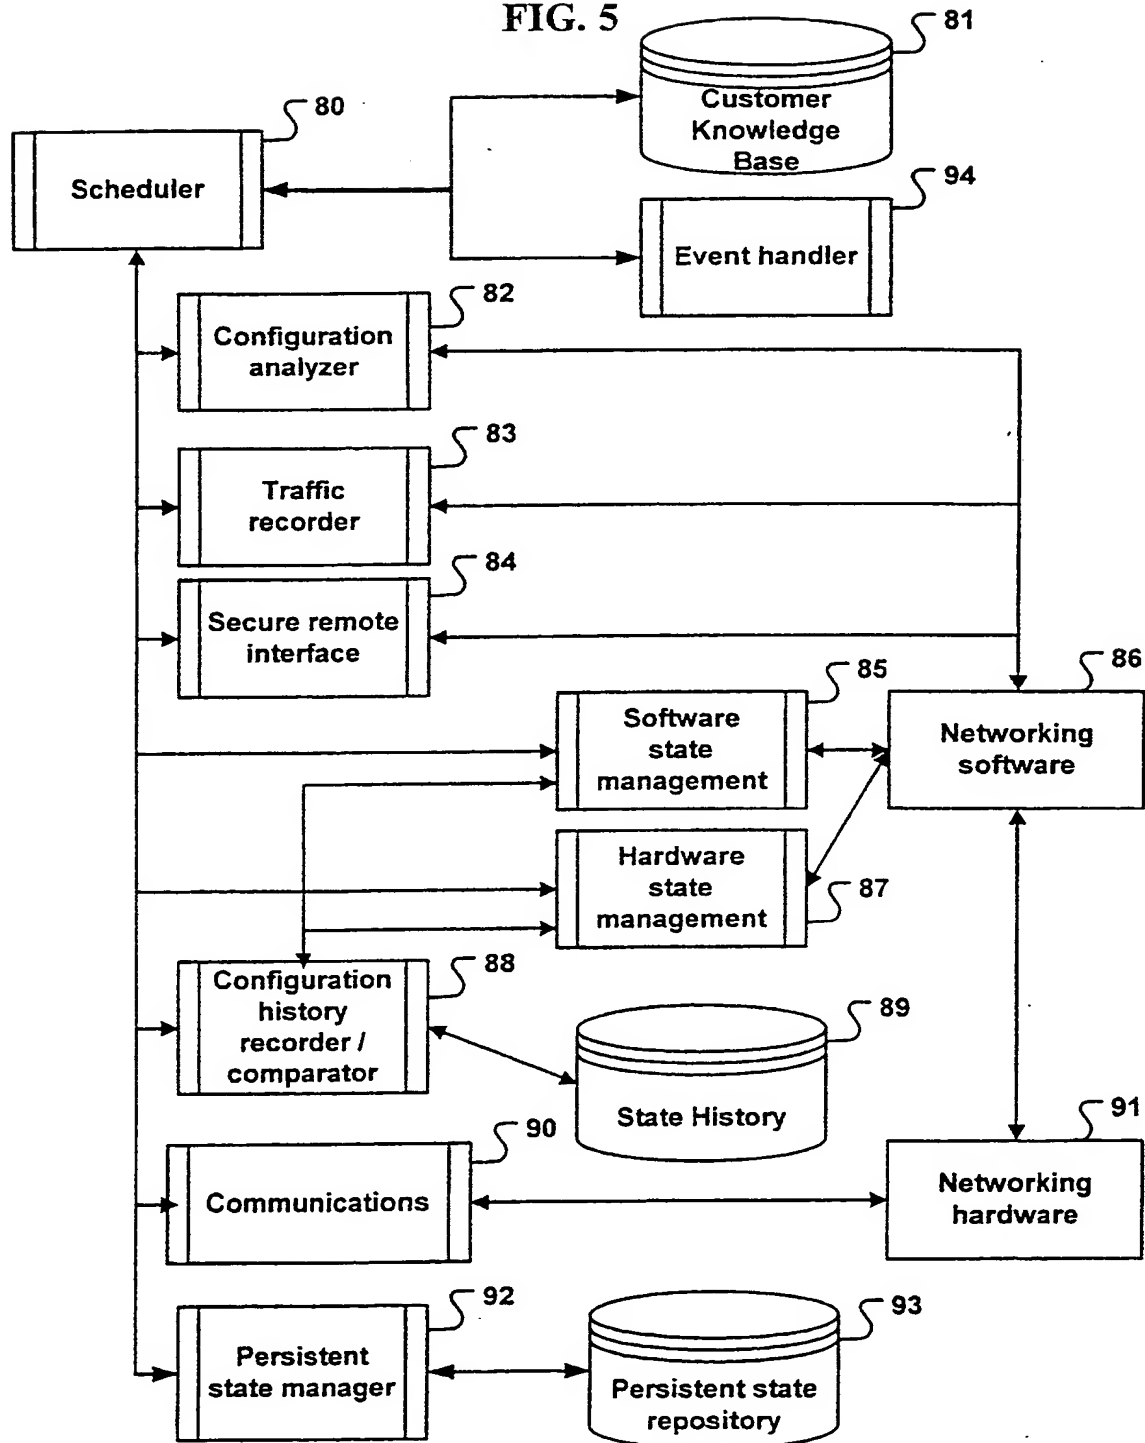 FIG. 5
81
Customer
Knowledge
Base
80
Scheduler
94
Event handler
82
Configuration
analyzer
83
Traffic
recorder
84
Secure remote
interface
85
Software
state
management
86
Networking
software
Hardware
state
management
87
88
Configuration
history
recorder /
comparator
89
State History
90
Communications
91
Networking
hardware
92
Persistent
state manager
93
Persistent state
repository